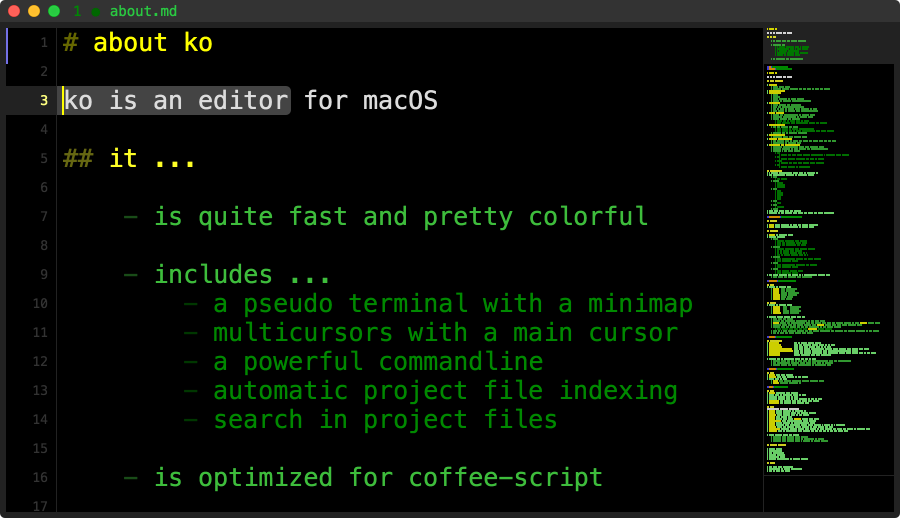 1 ● about.md
1 # about ko
2
3 ko is an editor for macOS
4
5 ## it ...
6
7 - is quite fast and pretty colorful
8
9 - includes ...
10 - a pseudo terminal with a minimap
11 - multicursors with a main cursor
12 - a powerful commandline
13 - automatic project file indexing
14 - search in project files
15
16 - is optimized for coffee-script
17